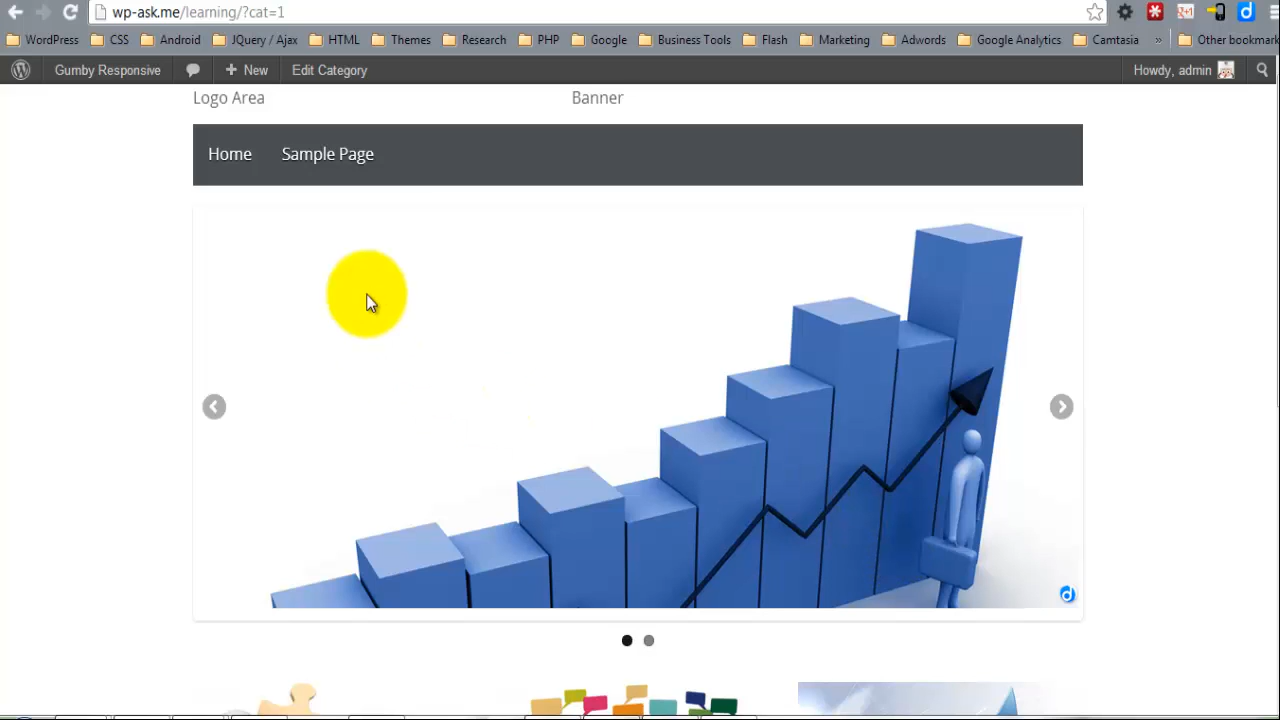 wp-ask.me/learning/?cat=1
WordPress CSS Android JQuery / Ajax HTML Themes Research PHP Google Business Tools Flash Marketing Adwords Google Analytics Camtasia » Other bookmark
Gumby Responsive + New Edit Category Howdy, admin
Logo Area Banner
Home Sample Page